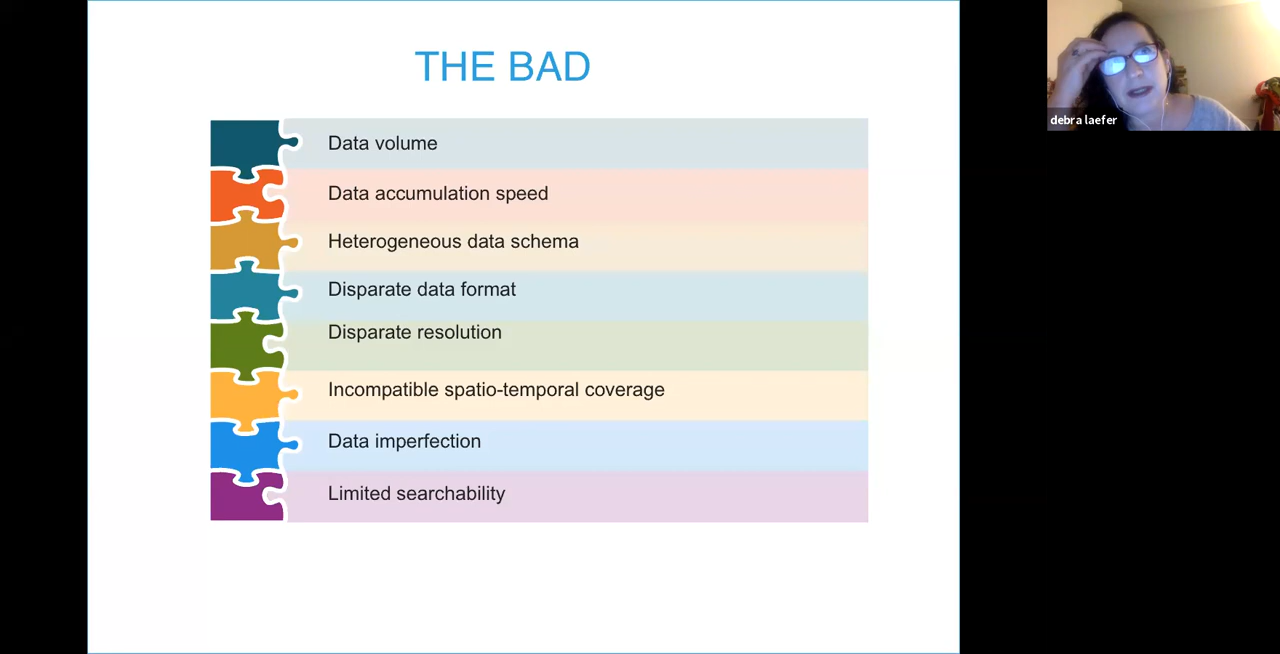 THE BAD
debra laefer
Data volume
Data accumulation speed
Heterogeneous data schema
Disparate data format
Disparate resolution
Incompatible spatio-temporal coverage
Data imperfection
Limited searchability